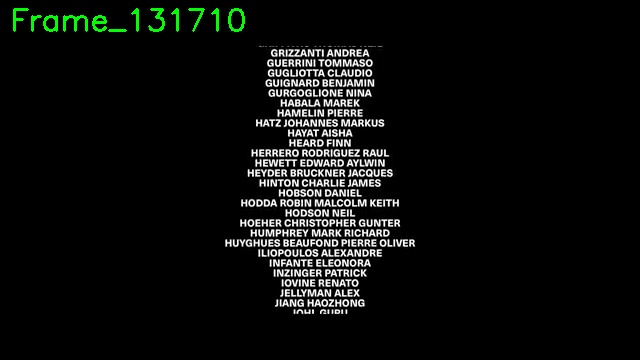 Frame_131710
GRIZZANTI ANDREA
GUERRINI TOMMASO
GUGLIOTTA CLAUDIO
GUIGNARD BENJAMIN
GURGOGLIONE NINA
HABALA MAREK
HAMELIN PIERRE
HATZ JOHANNES MARKUS
HAYAT AISHA
HEARD FINN
HERRERO RODRIGUEZ RAUL
HEWETT EDWARD AYLWIN
HEYDER BRUCKNER JACQUES
HINTON CHARLIE JAMES
HOBSON DANIEL
HODDA ROBIN MALCOLM KEITH
HODSON NEIL
HOEHER CHRISTOPHER GUNTER
HUMPHREY MARK RICHARD
HUYGHUES BEAUFOND PIERRE OLIVER
ILIOPOULOS ALEXANDRE
INFANTE ELEONORA
INZINGER PATRICK
IOVINE RENATO
JELLYMAN ALEX
JIANG HAOZHONG
JOHL GURU